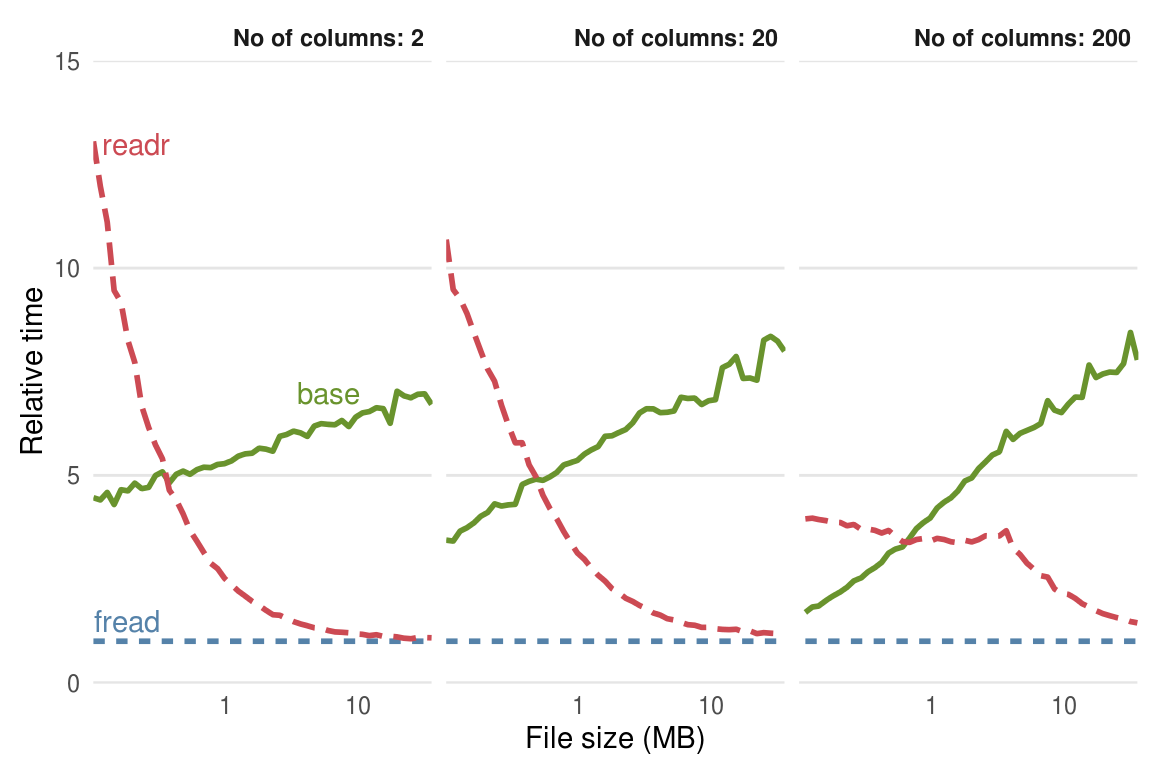 No of columns: 2
No of columns: 20
No of columns: 200
15
10
5
0
Relative time
readr
base
fread
1
10
1
10
1
10
File size (MB)